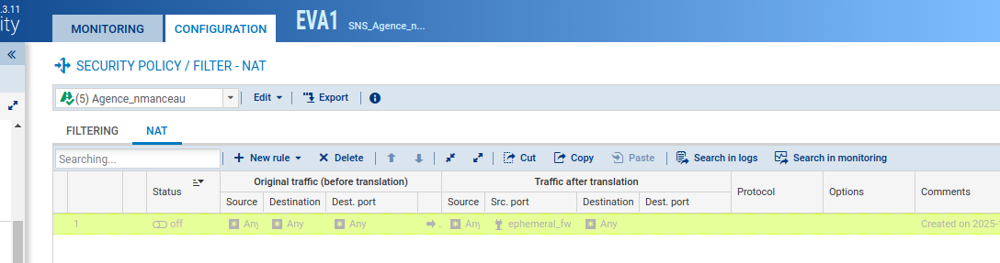 .3.11
ity
MONITORING
CONFIGURATION
EVA1
SNS_Agence_n...
SECURITY POLICY / FILTER - NAT
(5) Agence_nmanceau
Edit
Export
FILTERING
NAT
Searching...
New rule
Delete
Cut
Copy
Paste
Search in logs
Search in monitoring
Status
Original traffic (before translation)
Traffic after translation
Protocol
Options
Comments
Source
Destination
Dest. port
Source
Src. port
Destination
Dest. port
1
off
Any
Any
Any
..
Any
ephemeral_fw
Any
Created on 2025-